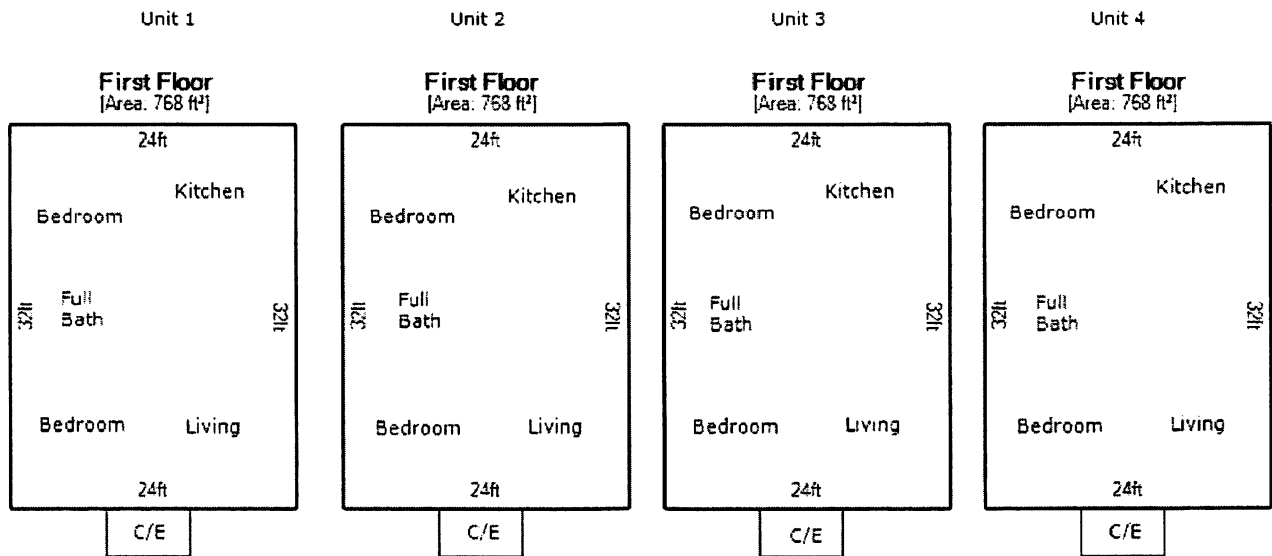 Unit 1
Unit 2
Unit 3
Unit 4
First Floor
[Area: 768 ft²]
First Floor
[Area: 768 ft²]
First Floor
[Area: 768 ft²]
First Floor
[Area: 768 ft²]
24ft
Kitchen
Bedroom
32ft
Full
Bath
32ft
Bedroom
Living
24ft
C/E
24ft
Kitchen
Bedroom
32ft
Full
Bath
32ft
Bedroom
Living
24ft
C/E
24ft
Kitchen
Bedroom
32ft
Full
Bath
32ft
Bedroom
Living
24ft
C/E
24ft
Kitchen
Bedroom
32ft
Full
Bath
32ft
Bedroom
Living
24ft
C/E